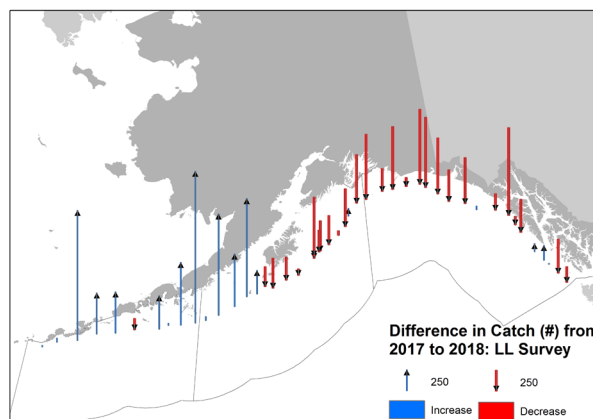 Difference in Catch (#) from
2017 to 2018: LL Survey
250 250
Increase Decrease